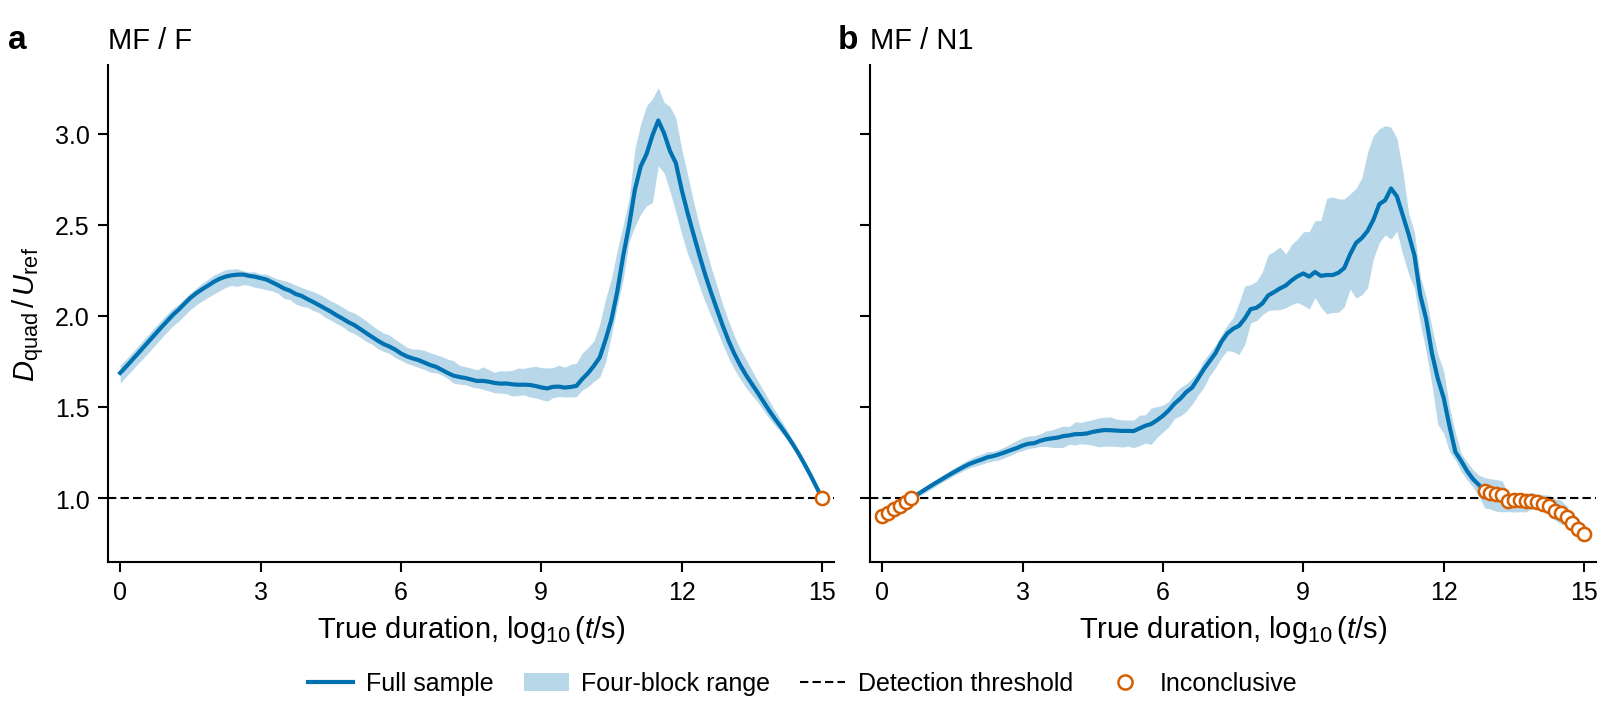 a MF / F
b MF / N1
D_quad / U_ref
3.0
2.5
2.0
1.5
1.0
0 3 6 9 12 15
0 3 6 9 12 15
True duration, log₁₀ (t/s)
True duration, log₁₀ (t/s)
Full sample Four-block range Detection threshold Inconclusive